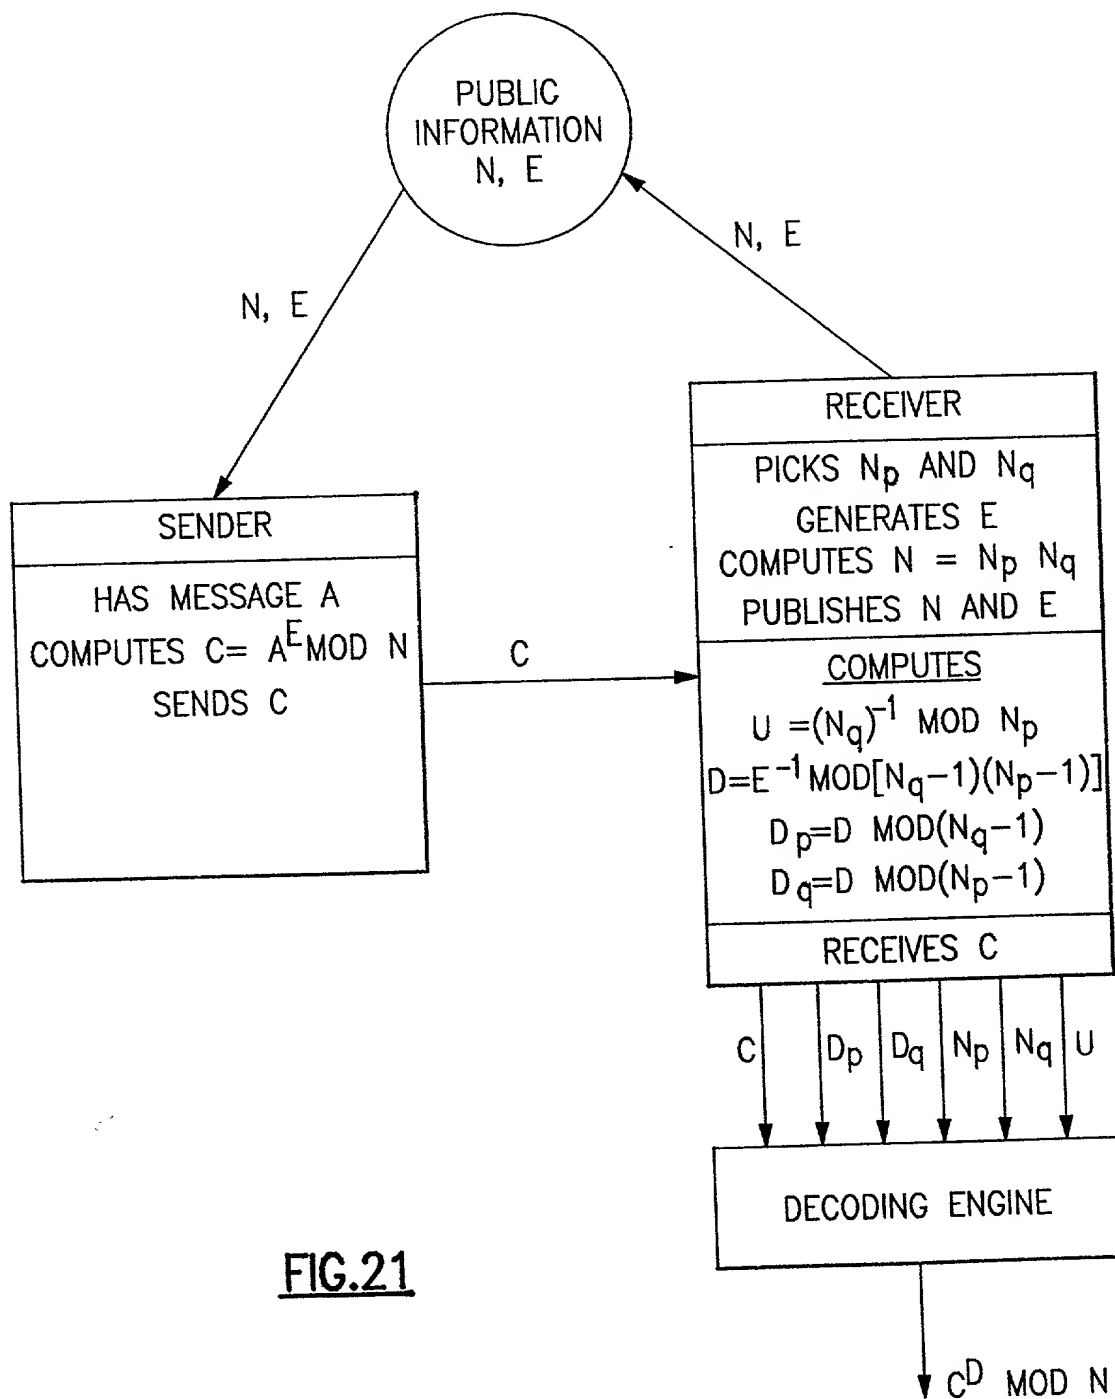 PUBLIC
INFORMATION
N, E
N, E
N, E
RECEIVER
PICKS Np AND Nq
GENERATES E
COMPUTES N = Np Nq
PUBLISHES N AND E
SENDER
HAS MESSAGE A
COMPUTES C= A^E MOD N
SENDS C
C
COMPUTES
U =(Nq)^-1 MOD Np
D=E^-1 MOD[Nq-1)(Np-1)]
Dp=D MOD(Nq-1)
Dq=D MOD(Np-1)
RECEIVES C
C Dp Dq Np Nq U
DECODING ENGINE
FIG.21
C^D MOD N